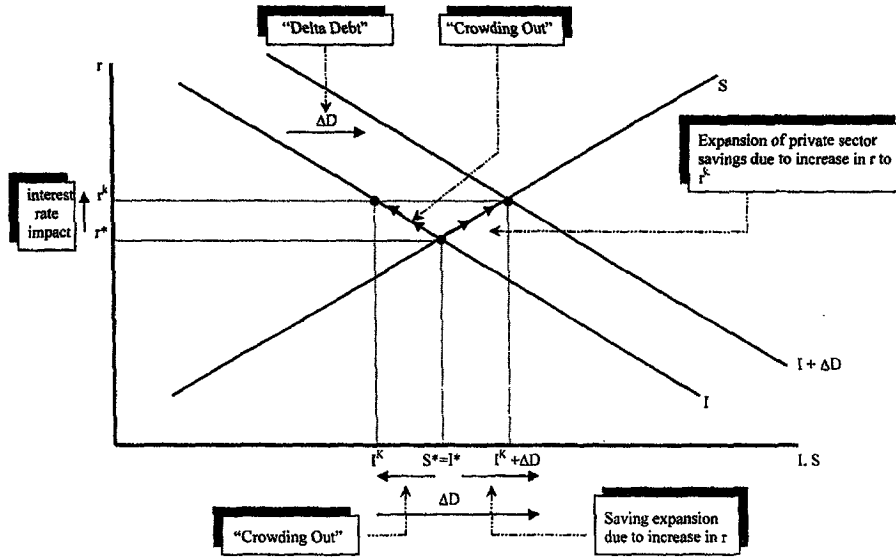 “Delta Debt”
“Crowding Out”
r
S
ΔD
Expansion of private sector
savings due to increase in r to
r^k
interest
rate
impact
r^k
r*
I + ΔD
I
I^K
S*=I*
I^K +ΔD
I, S
ΔD
“Crowding Out”
Saving expansion
due to increase in r